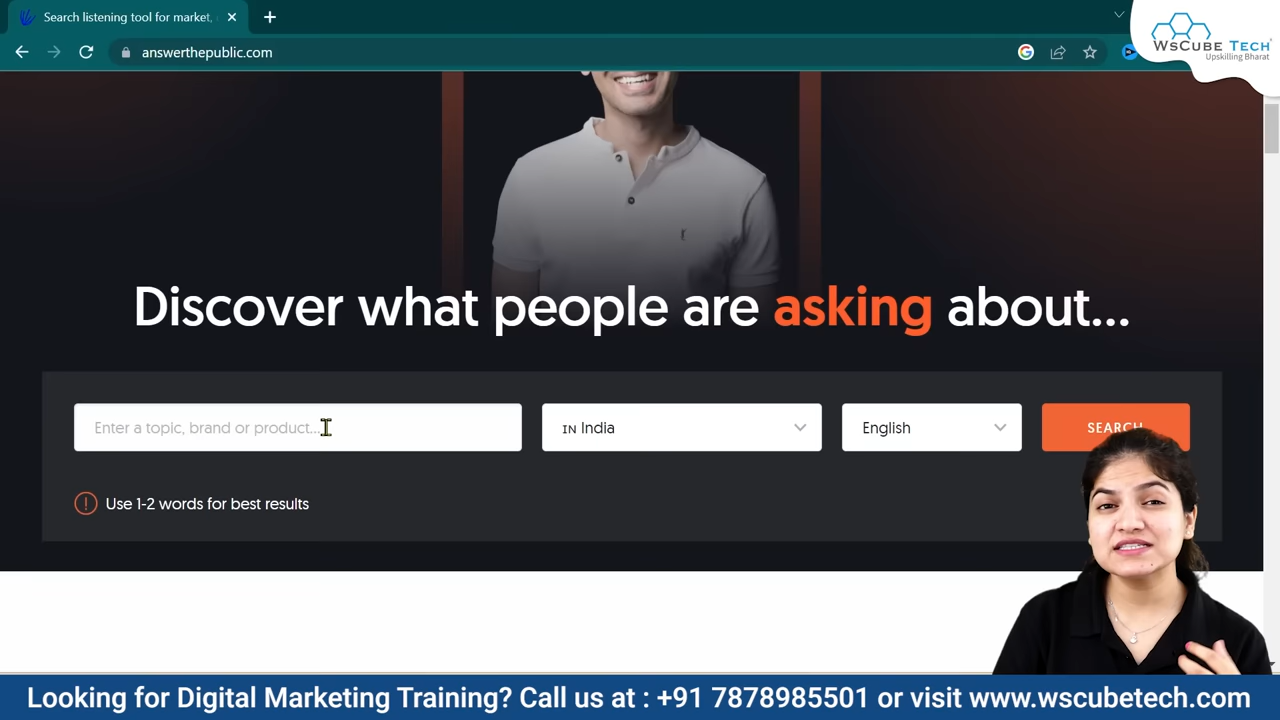 Search listening tool for market,
WsCube Tech
Upskilling Bharat
answerthepublic.com
Discover what people are asking about...
Enter a topic, brand or product...
IN India
English
SEARCH
Use 1-2 words for best results
Looking for Digital Marketing Training? Call us at : +91 7878985501 or visit www.wscubetech.com